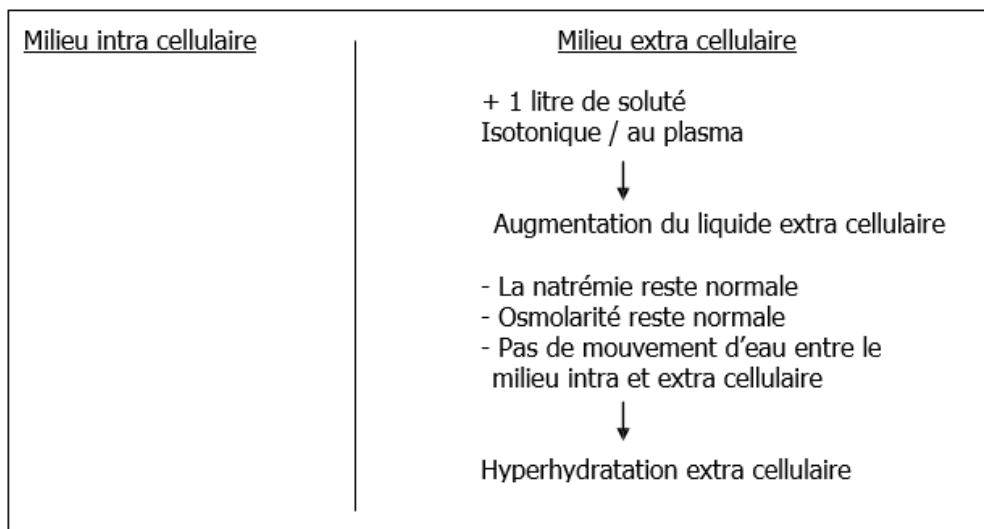 Milieu intra cellulaire
Milieu extra cellulaire
+ 1 litre de soluté
Isotonique / au plasma
Augmentation du liquide extra cellulaire
- La natrémie reste normale
- Osmolarité reste normale
- Pas de mouvement d’eau entre le
milieu intra et extra cellulaire
Hyperhydratation extra cellulaire